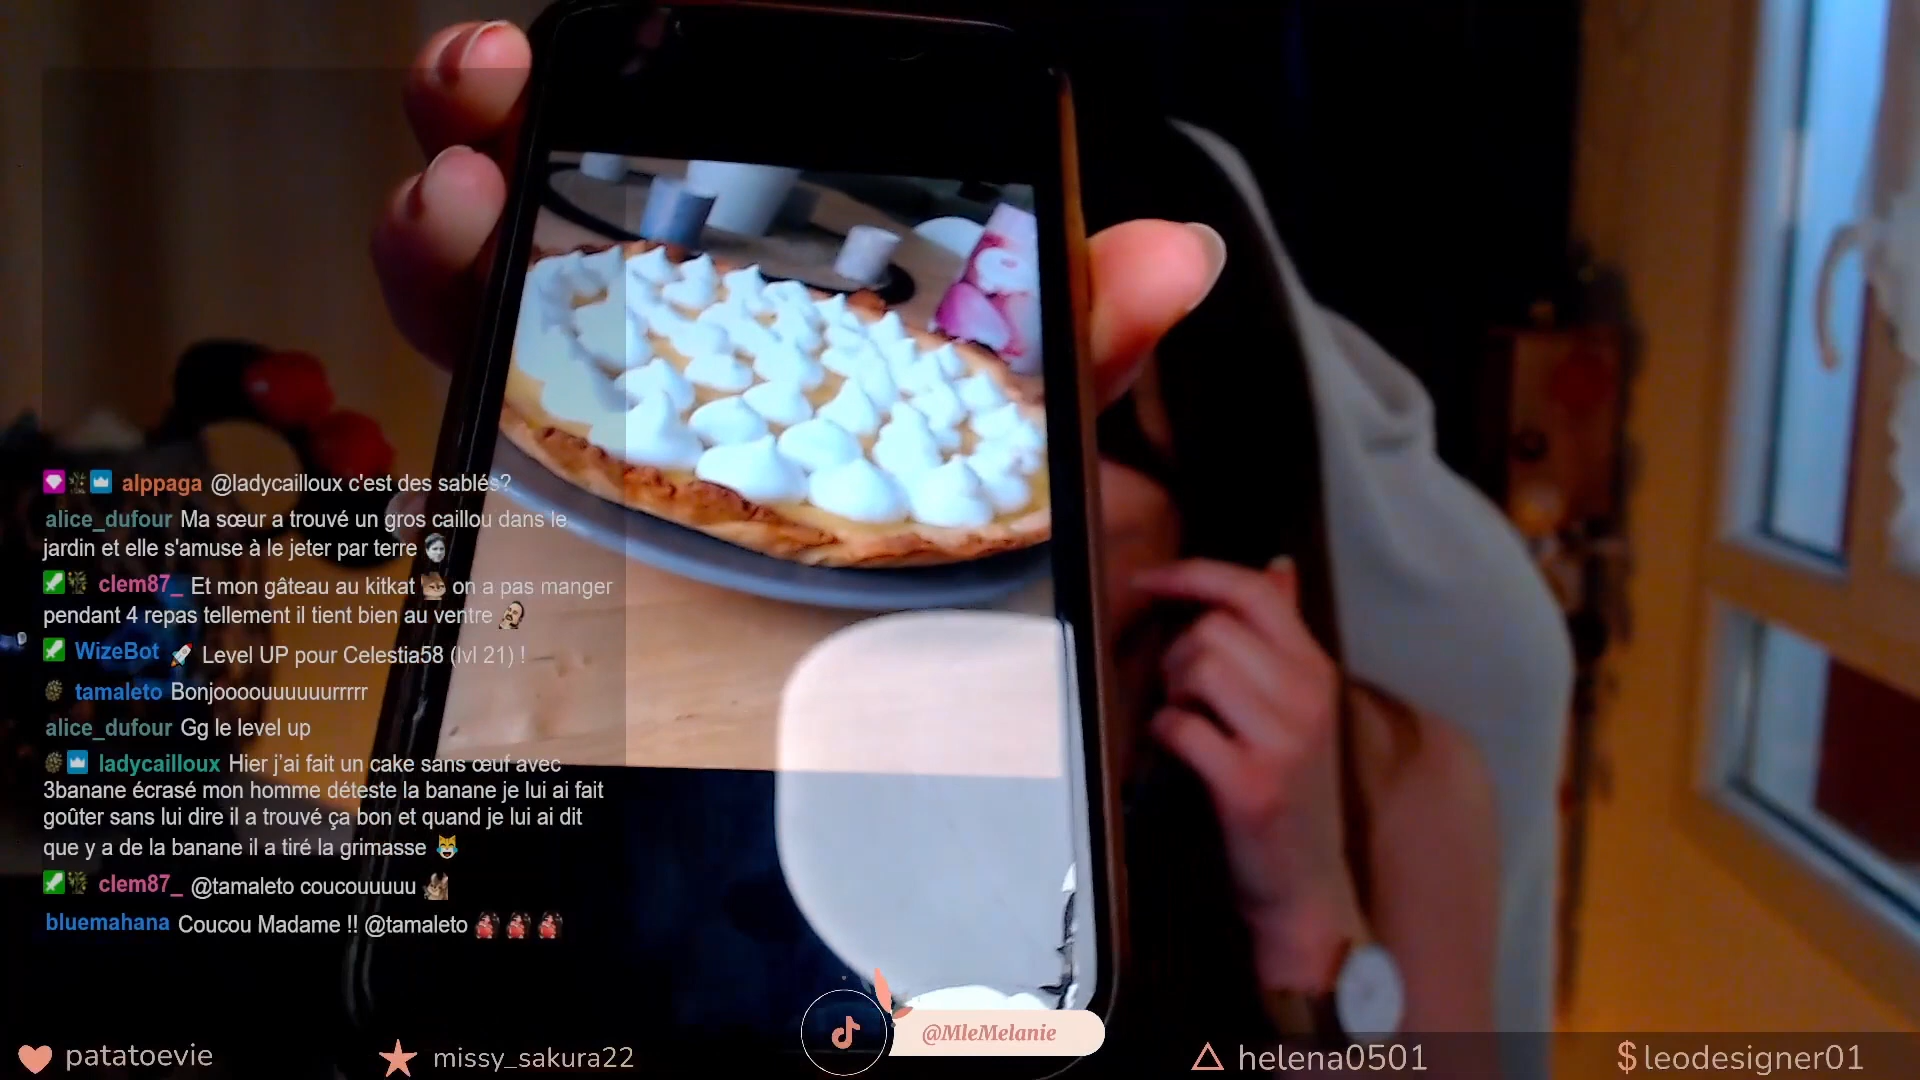 alppaga @ladycailloux c'est des sablés?
alice_dufour Ma sœur a trouvé un gros caillou dans le
jardin et elle s'amuse à le jeter par terre
clem87_ Et mon gâteau au kitkat on a pas manger
pendant 4 repas tellement il tient bien au ventre
WizeBot Level UP pour Celestia58 (lvl 21) !
tamaleto Bonjoooouuuuuurrrrr
alice_dufour Gg le level up
ladycailloux Hier j'ai fait un cake sans œuf avec
3banane écrasé mon homme déteste la banane je lui ai fait
goûter sans lui dire il a trouvé ça bon et quand je lui ai dit
que y a de la banane il a tiré la grimasse
clem87_ @tamaleto coucouuuuu
bluemahana Coucou Madame !! @tamaleto
@MleMelanie
patatoevie missy_sakura22 helena0501 $ leodesigner01